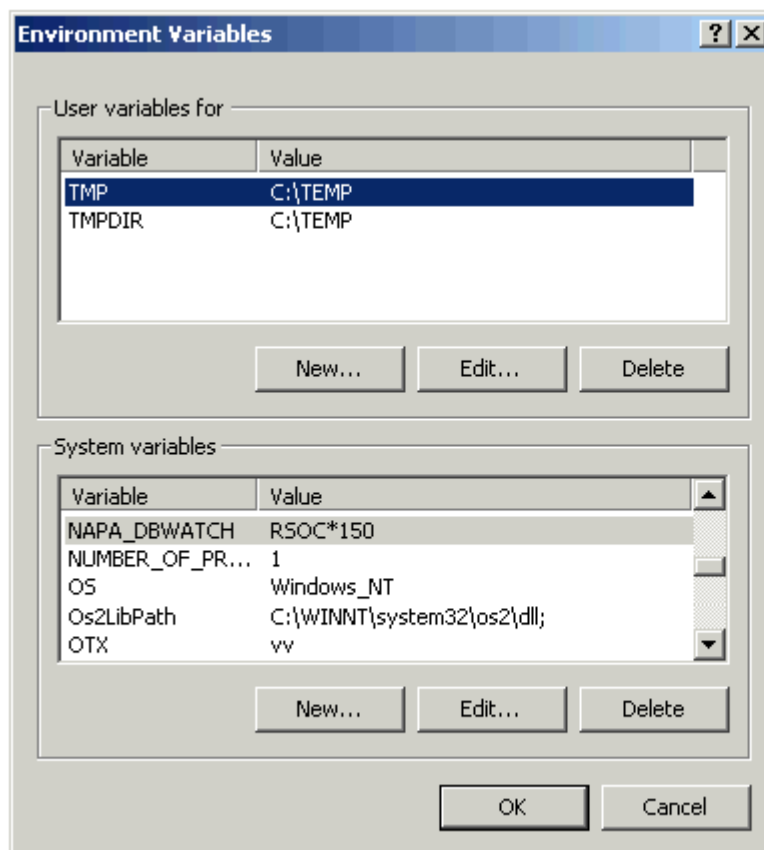 Environment Variables
User variables for
Variable Value
TMP C:\TEMP
TMPDIR C:\TEMP
New... Edit... Delete
System variables
Variable Value
NAPA_DBWATCH RSOC*150
NUMBER_OF_PR... 1
OS Windows_NT
Os2LibPath C:\WINNT\system32\os2\dll;
OTX vv
New... Edit... Delete
OK Cancel